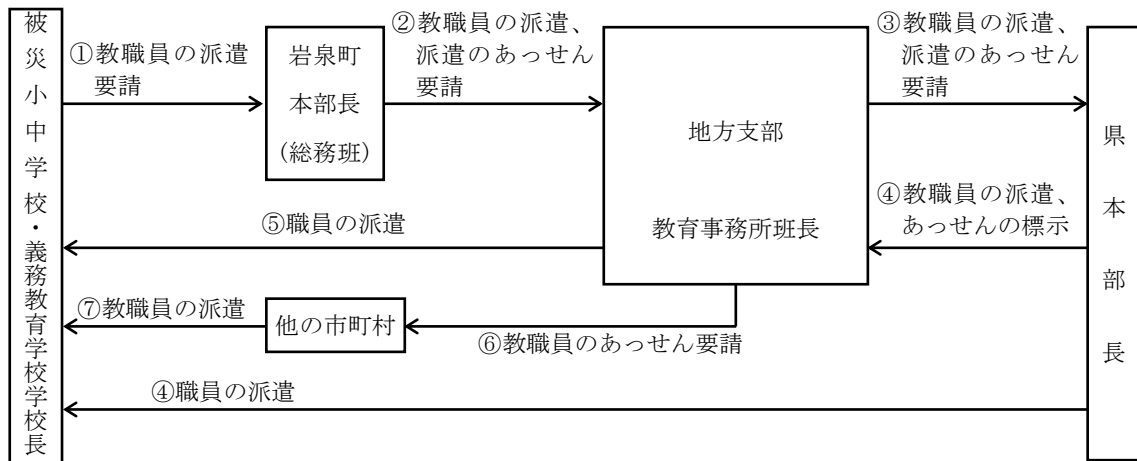 被災小中学校・義務教育学校学校長
①教職員の派遣
要請
岩泉町
本部長
(総務班)
②教職員の派遣、
派遣のあっせん
要請
地方支部
教育事務所班長
③教職員の派遣、
派遣のあっせん
要請
県本部長
④教職員の派遣、
あっせんの標示
⑤職員の派遣
⑦教職員の派遣
他の市町村
⑥教職員のあっせん要請
④職員の派遣